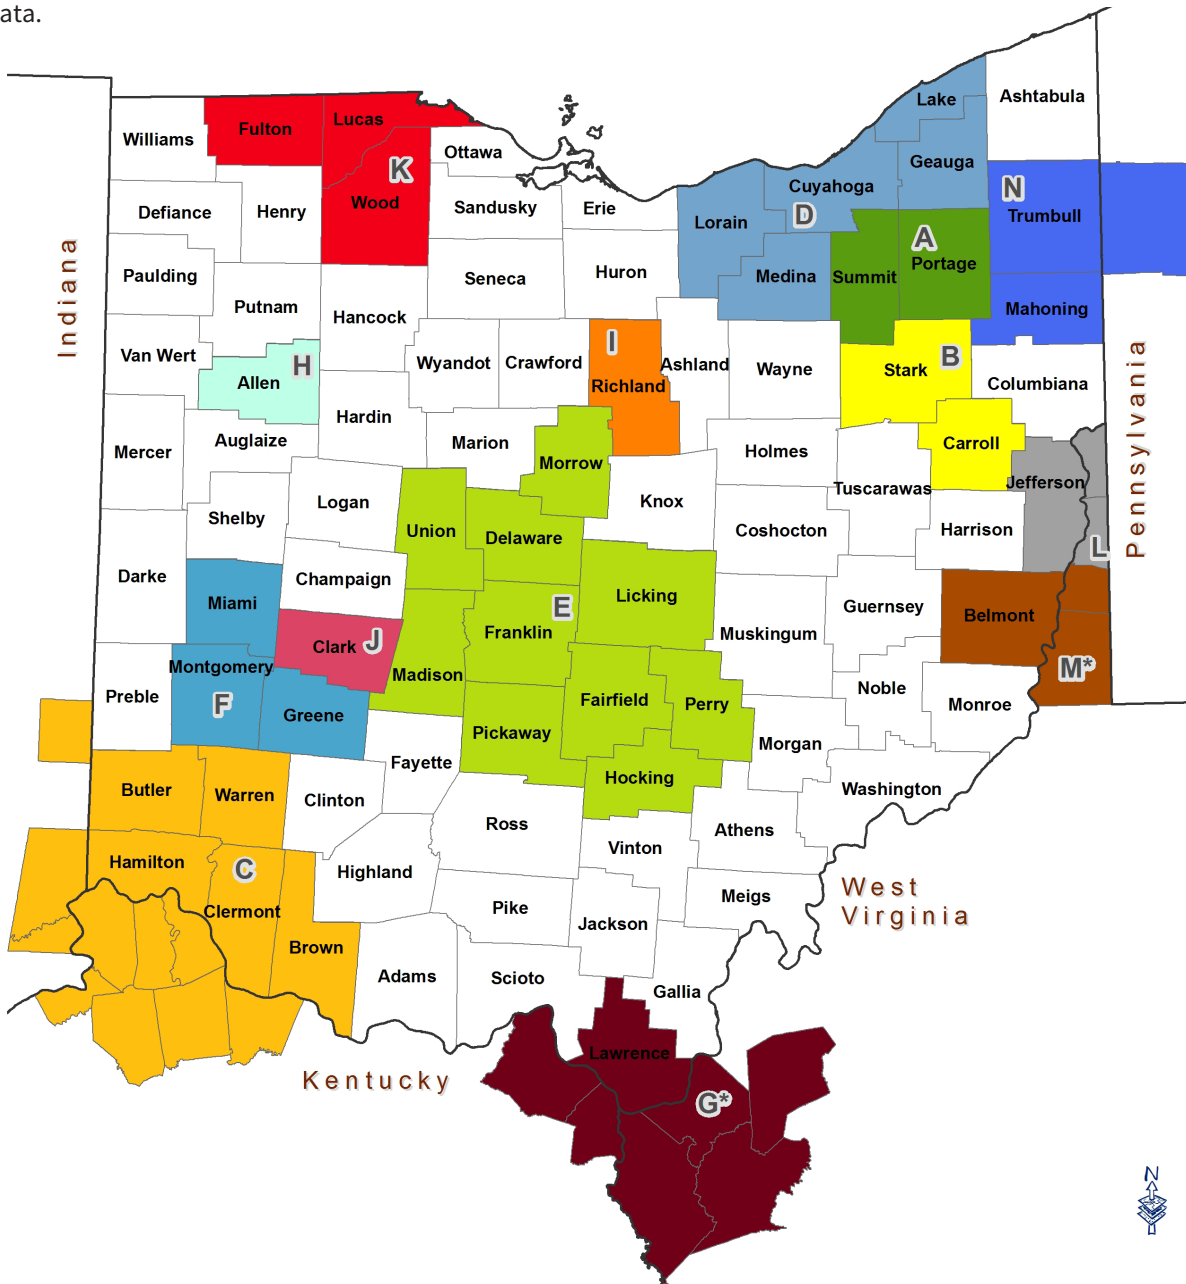 ata.
Lake
Ashtabula
Fulton
Lucas
Williams
Ottawa
Geauga
K
Cuyahoga
N
Wood
Sandusky
Erie
Defiance
Henry
Lorain
D
Trumbull
A
Portage
Indiana
Paulding
Seneca
Huron
Medina
Summit
Putnam
Hancock
Mahoning
I
Van Wert
H
Wyandot
Crawford
Ashland
Wayne
Stark
B
Allen
Richland
Columbiana
Pennsylvania
Hardin
Auglaize
Marion
Carroll
Mercer
Morrow
Holmes
Jefferson
Tuscarawas
Logan
Knox
Shelby
Union
Delaware
Coshocton
Harrison
L
Darke
Champaign
Miami
Licking
E
Guernsey
Belmont
Franklin
Muskingum
Clark
J
Montgomery
M*
Madison
Preble
Noble
F
Greene
Fairfield
Perry
Monroe
Pickaway
Morgan
Fayette
Hocking
Butler
Warren
Clinton
Washington
Ross
Athens
Vinton
Hamilton
C
Highland
West
Virginia
Meigs
Clermont
Pike
Jackson
Brown
Adams
Scioto
Gallia
Lawrence
Kentucky
G*
N